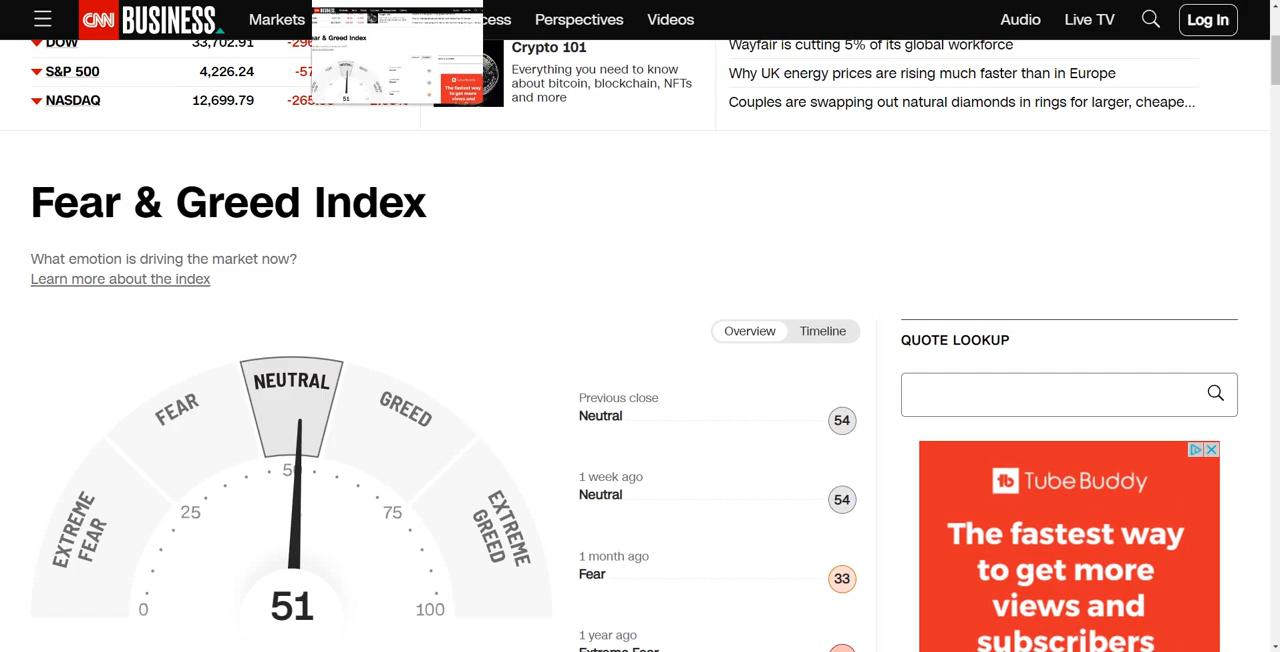 CNN BUSINESS
Markets
Perspectives
Videos
Audio
Live TV
Log In
DOW 33,702.91
S&P 500 4,226.24 -57
NASDAQ 12,699.79
Crypto 101
Everything you need to know
about bitcoin, blockchain, NFTs
and more
Wayfair is cutting 5% of its global workforce
Why UK energy prices are rising much faster than in Europe
Couples are swapping out natural diamonds in rings for larger, cheape...
Fear & Greed Index
What emotion is driving the market now?
Learn more about the index
Overview
Timeline
EXTREME
FEAR
FEAR
NEUTRAL
GREED
EXTREME
GREED
0
25
50
75
100
51
Previous close
Neutral 54
1 week ago
Neutral 54
1 month ago
Fear 33
1 year ago
Extreme Fear
QUOTE LOOKUP
TubeBuddy
The fastest way
to get more
views and
subscribers